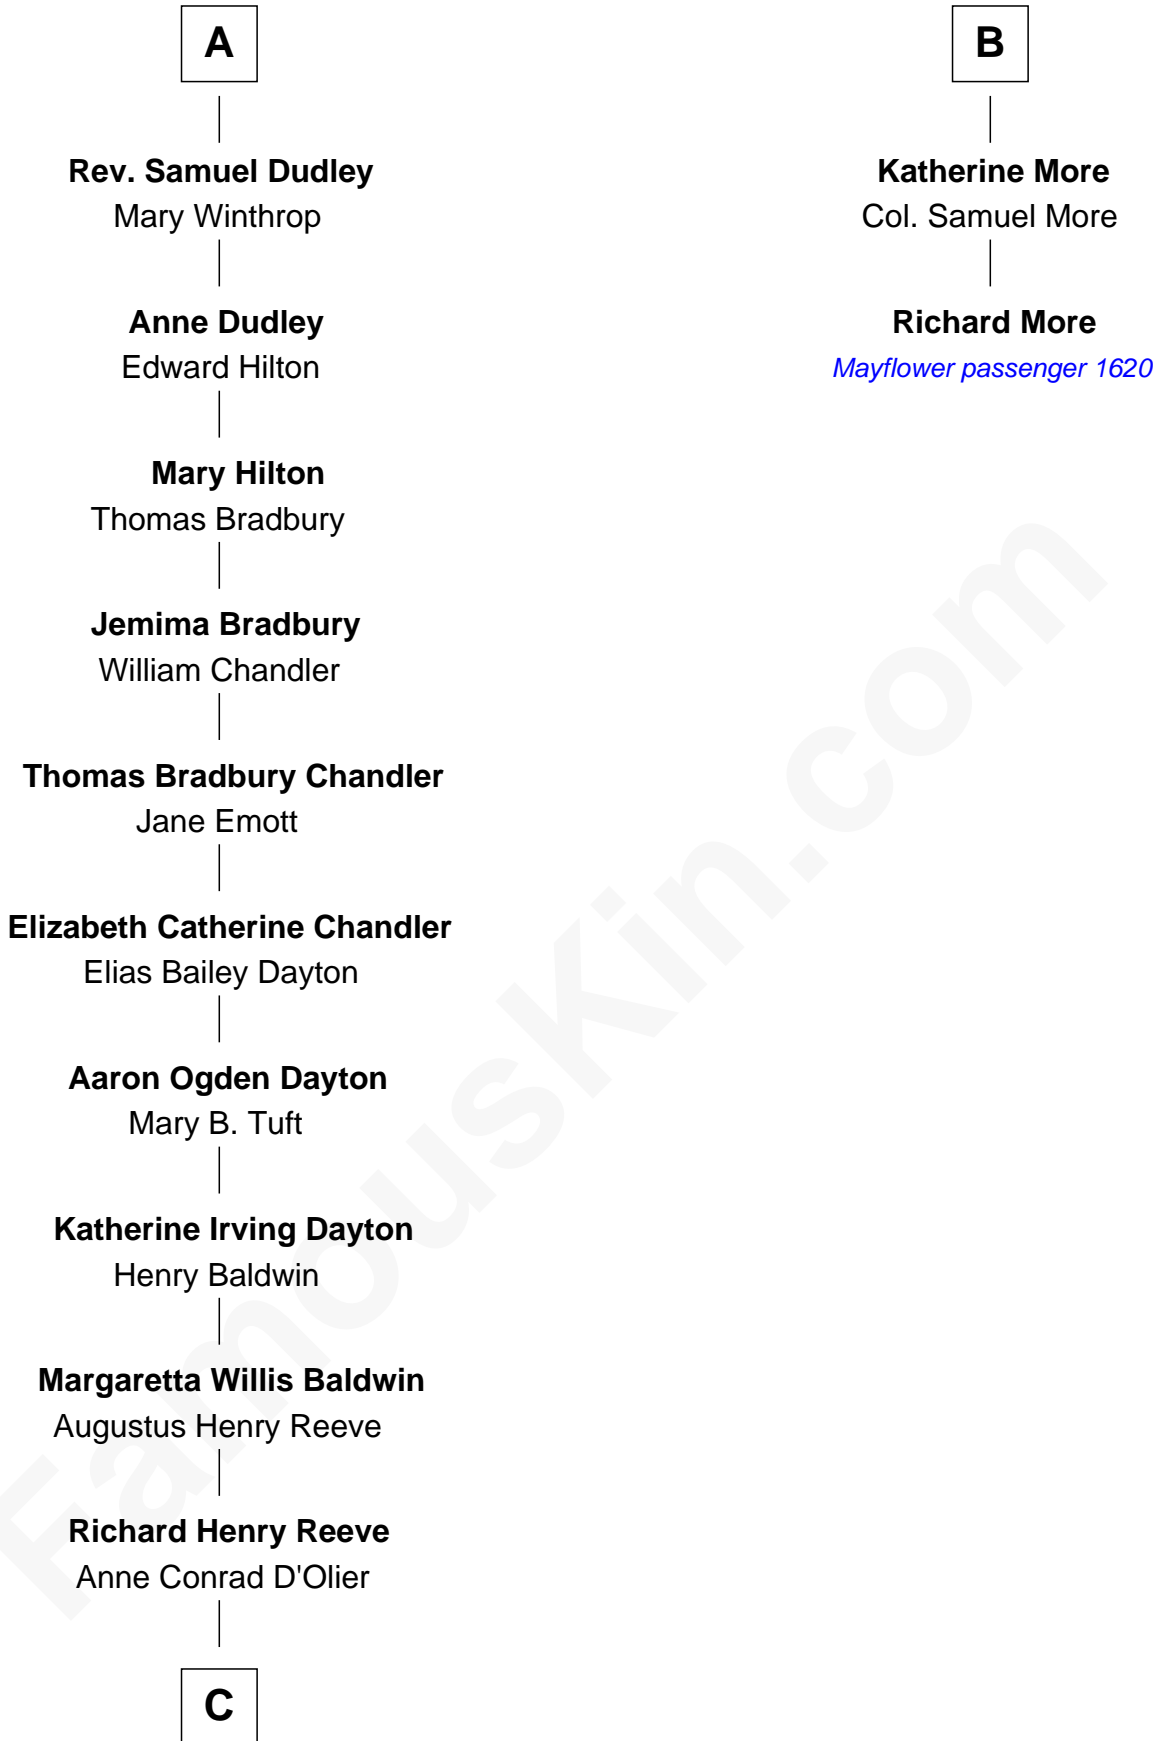 A
B
Rev. Samuel Dudley
Mary Winthrop
Katherine More
Col. Samuel More
Anne Dudley
Edward Hilton
Richard More
Mayflower passenger 1620
Mary Hilton
Thomas Bradbury
Jemima Bradbury
William Chandler
Thomas Bradbury Chandler
Jane Emott
Elizabeth Catherine Chandler
Elias Bailey Dayton
Aaron Ogden Dayton
Mary B. Tuft
Katherine Irving Dayton
Henry Baldwin
Margaretta Willis Baldwin
Augustus Henry Reeve
Richard Henry Reeve
Anne Conrad D'Olier
C
FamousKin.com